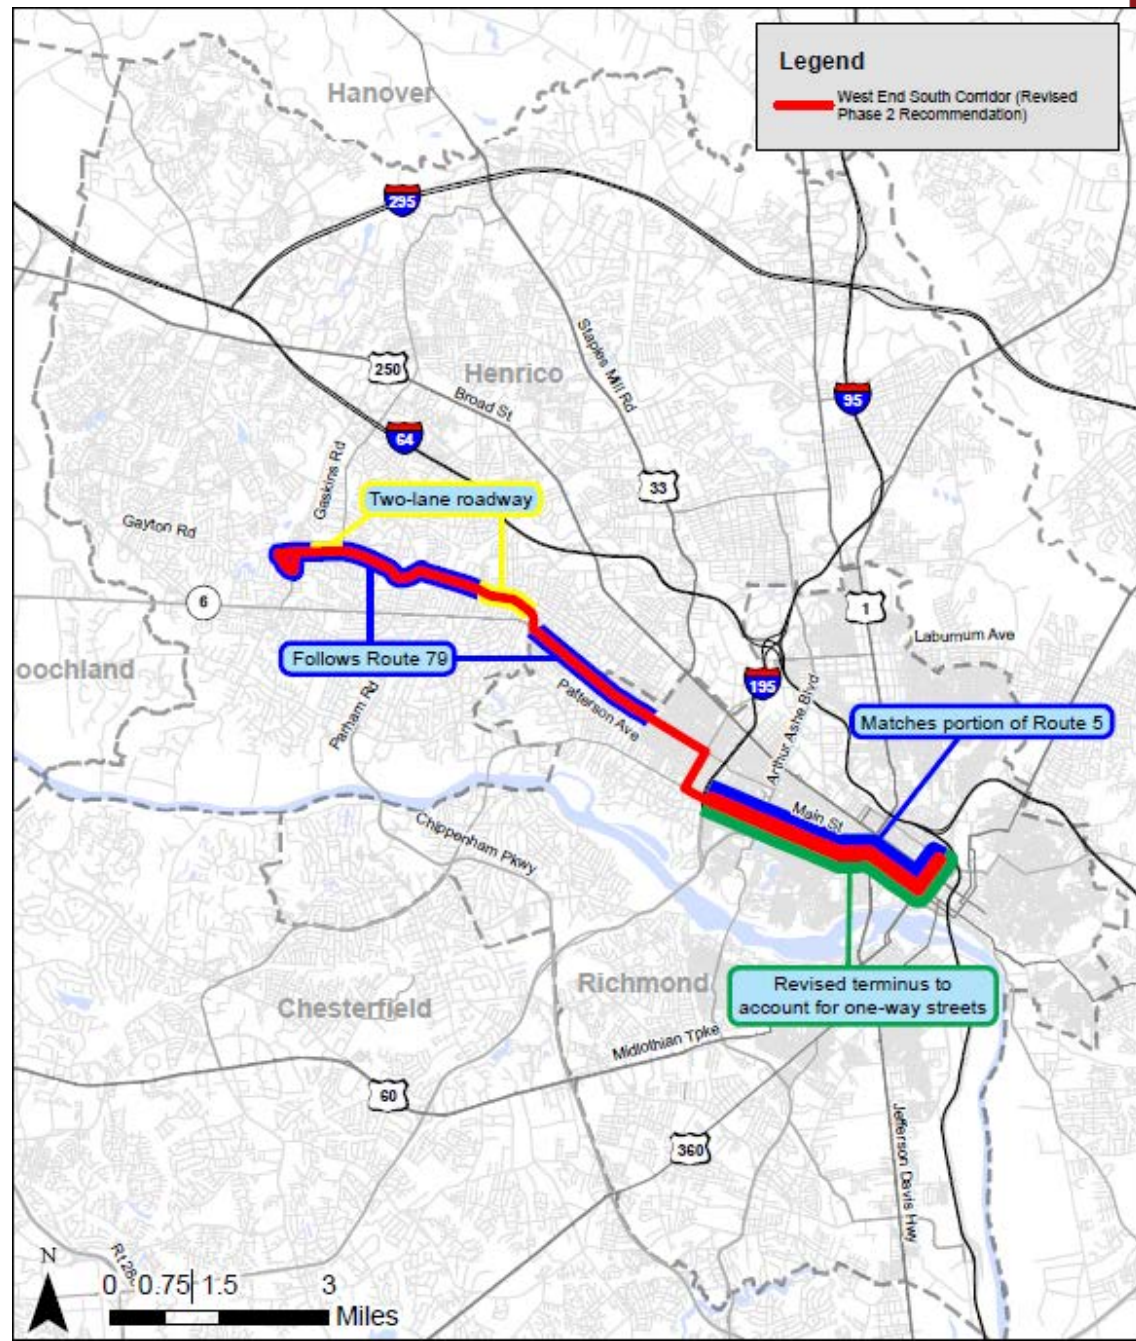 Legend
West End South Corridor (Revised
Phase 2 Recommendation)
Hanover
295
Staples Mill Rd
250
Henrico
Broad St
95
64
Gaskins Rd
33
Two-lane roadway
Gayton Rd
6
1
Laburnum Ave
Follows Route 79
oochland
195
Parham Rd
Patterson Ave
Arthur Ashe Blvd
Matches portion of Route 5
Main St
Chippenham Pkwy
Richmond
Revised terminus to
account for one-way streets
Chesterfield
Midlothian Tpke
60
360
Jefferson Davis Hwy
N
0 0.75 1.5 3
Miles